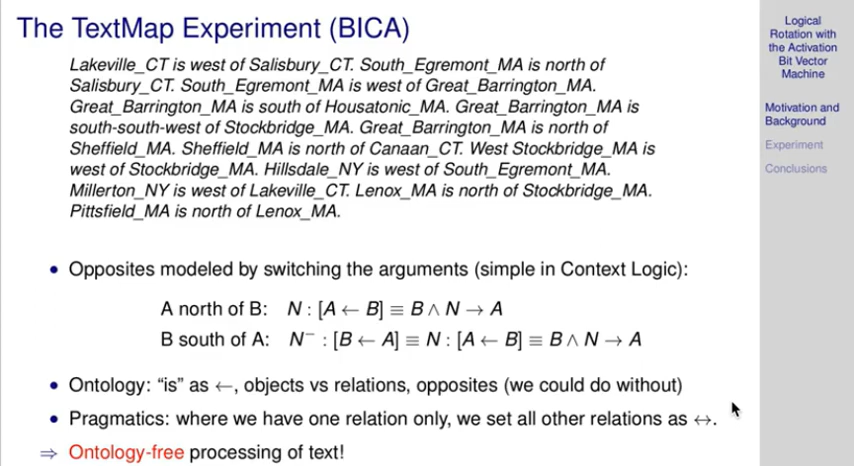 The TextMap Experiment (BICA)
Lakeville_CT is west of Salisbury_CT. South_Egremont_MA is north of
Salisbury_CT. South_Egremont_MA is west of Great_Barrington_MA.
Great_Barrington_MA is south of Housatonic_MA. Great_Barrington_MA is
south-south-west of Stockbridge_MA. Great_Barrington_MA is north of
Sheffield_MA. Sheffield_MA is north of Canaan_CT. West Stockbridge_MA is
west of Stockbridge_MA. Hillsdale_NY is west of South_Egremont_MA.
Millerton_NY is west of Lakeville_CT. Lenox_MA is north of Stockbridge_MA.
Pittsfield_MA is north of Lenox_MA.
• Opposites modeled by switching the arguments (simple in Context Logic):
A north of B: N : [A ← B] ≡ B ∧ N → A
B south of A: N⁻ : [B ← A] ≡ N : [A ← B] ≡ B ∧ N → A
• Ontology: “is” as ←, objects vs relations, opposites (we could do without)
• Pragmatics: where we have one relation only, we set all other relations as ↔.
⇒ Ontology-free processing of text!
Logical
Rotation with
the Activation
Bit Vector
Machine
Motivation and
Background
Experiment
Conclusions